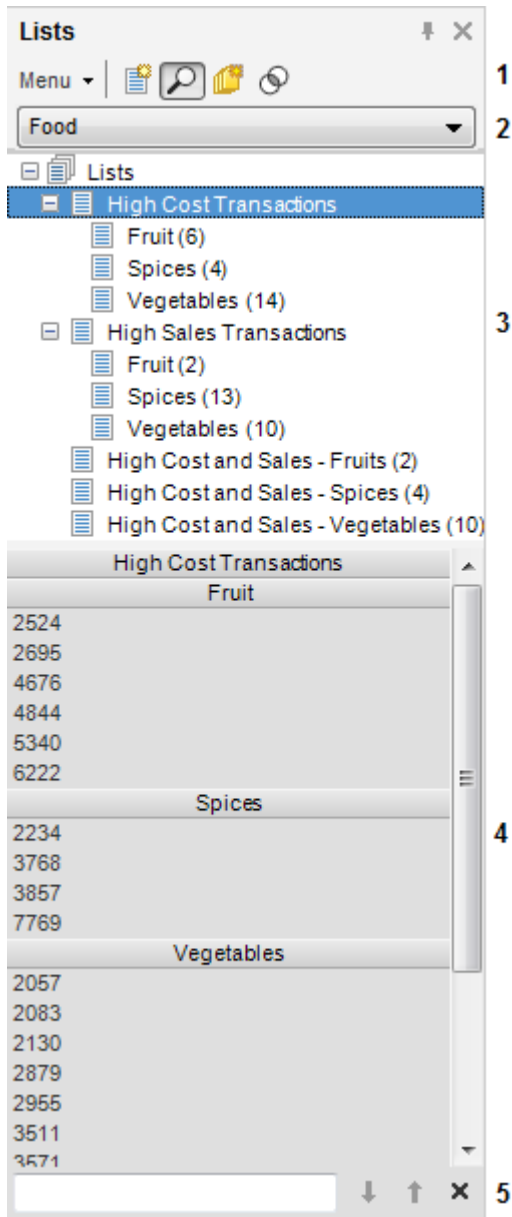 Lists
Menu
1
Food
2
Lists
High Cost Transactions
Fruit (6)
Spices (4)
Vegetables (14)
High Sales Transactions
3
Fruit (2)
Spices (13)
Vegetables (10)
High Cost and Sales - Fruits (2)
High Cost and Sales - Spices (4)
High Cost and Sales - Vegetables (10)
High Cost Transactions
Fruit
2524
2695
4676
4844
5340
6222
Spices
2234
4
3768
3857
7769
Vegetables
2057
2083
2130
2879
2955
3511
3571
5